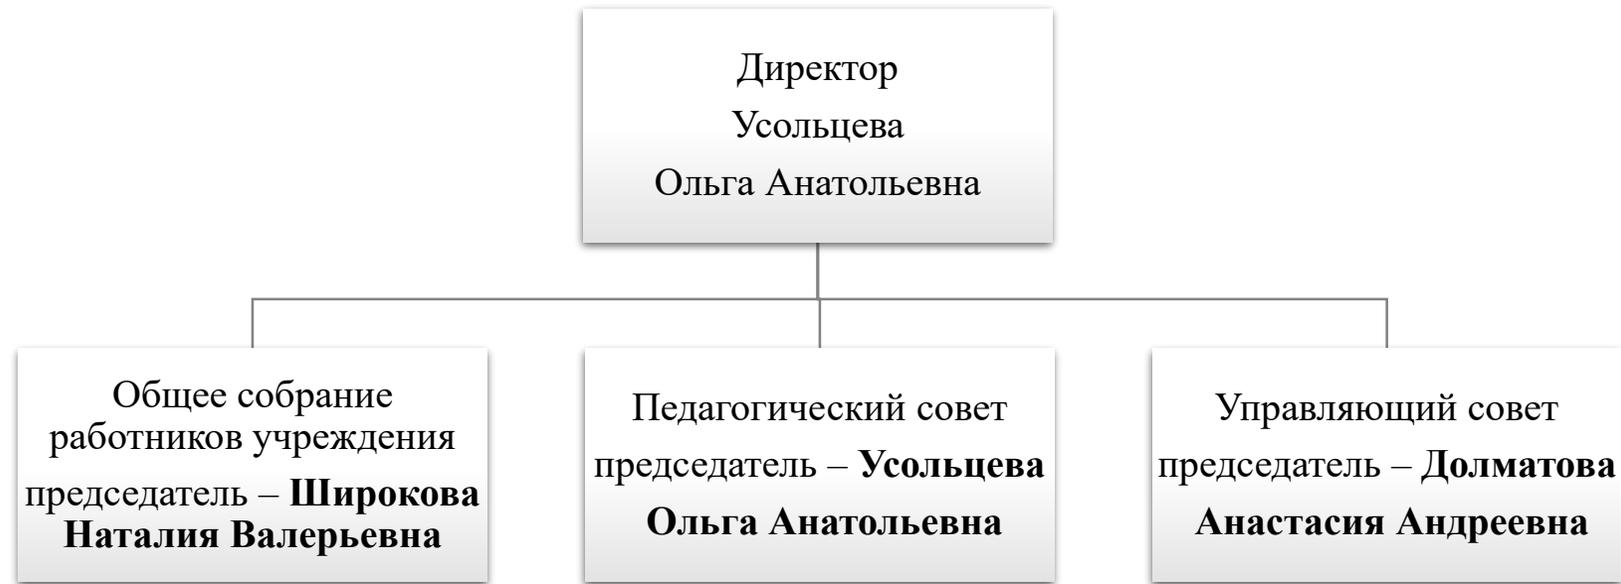 Директор
Усольцева
Ольга Анатольевна
Общее собрание
работников учреждения
председатель – Широкова
Наталия Валерьевна
Педагогический совет
председатель – Усольцева
Ольга Анатольевна
Управляющий совет
председатель – Долматова
Анастасия Андреевна